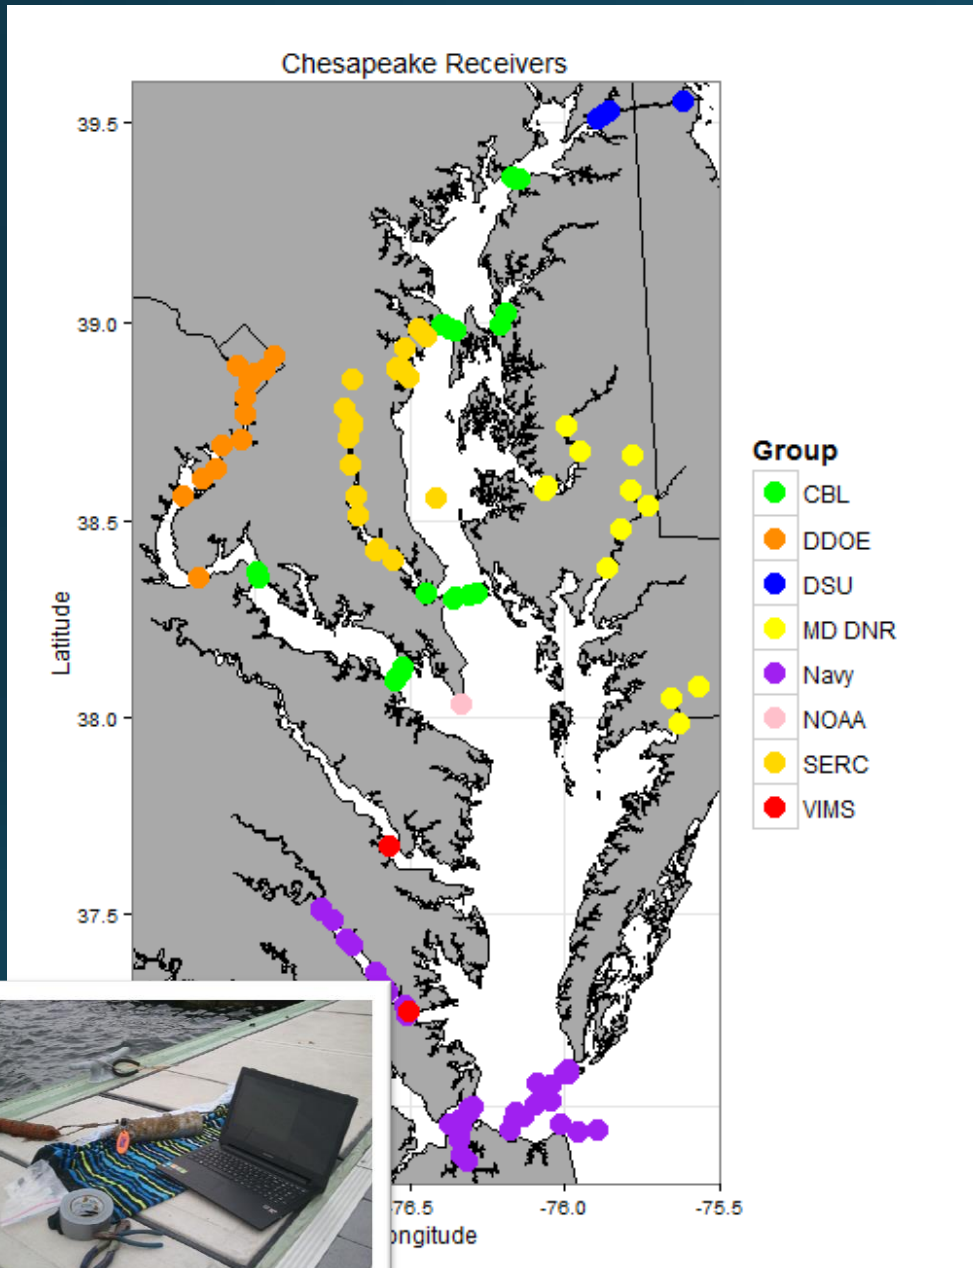 Chesapeake Receivers
39.5
39.0
38.5
38.0
37.5
Latitude
76.5
-76.0
-75.5
ongitude
Group
CBL
DDOE
DSU
MD DNR
Navy
NOAA
SERC
VIMS